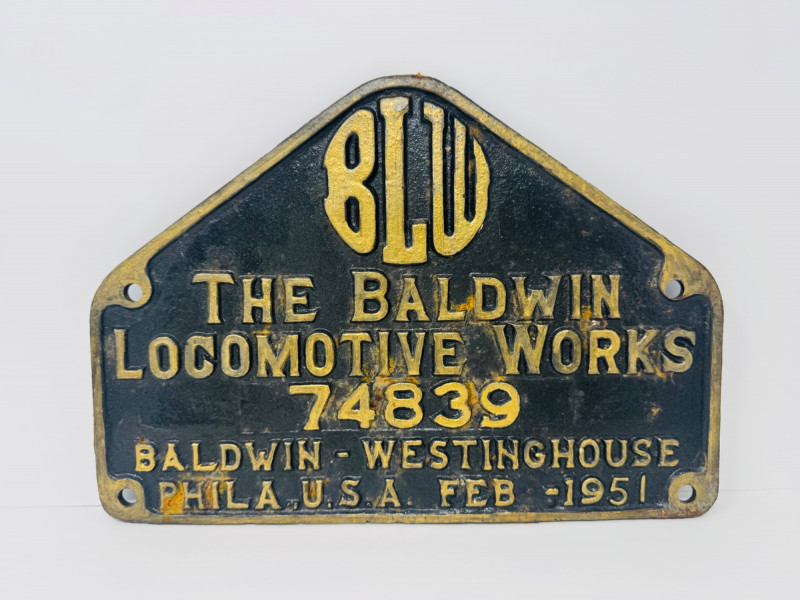 BLW
THE BALDWIN
LOCOMOTIVE WORKS
74839
BALDWIN - WESTINGHOUSE
PHILA., U.S.A. FEB -1951